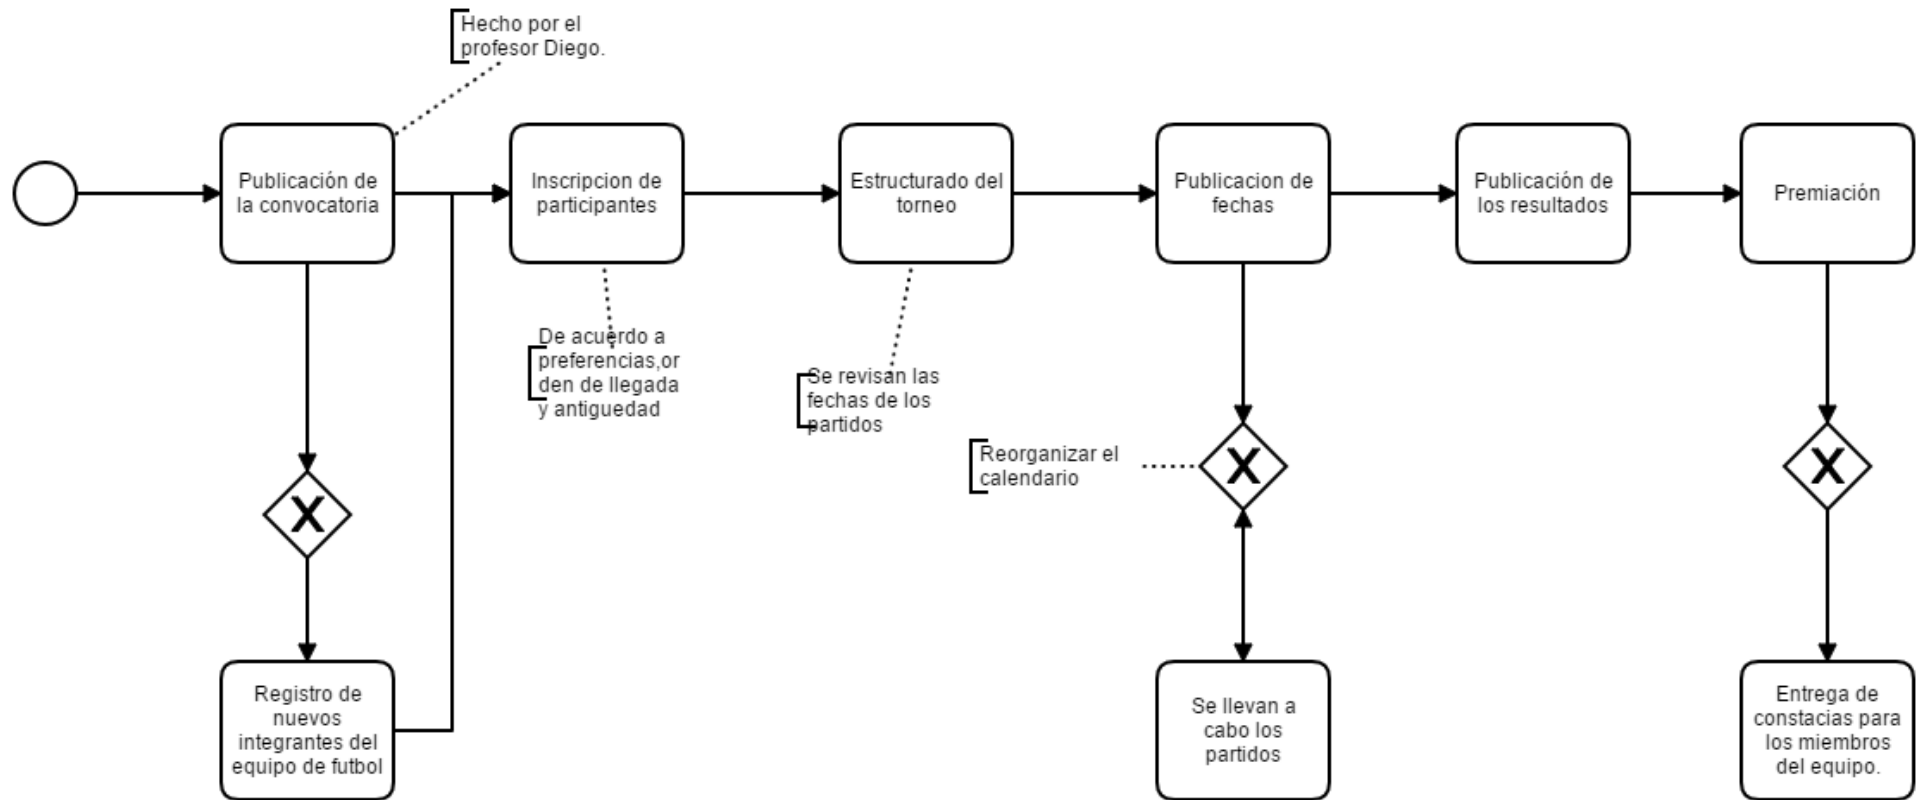 Hecho por el
profesor Diego.
Publicación de
la convocatoria
Inscripcion de
participantes
Estructurado del
torneo
Publicacion de
fechas
Publicación de
los resultados
Premiación
De acuerdo a
preferencias,or
den de llegada
y antiguedad
Se revisan las
fechas de los
partidos
Reorganizar el
calendario
X
X
X
Registro de
nuevos
integrantes del
equipo de futbol
Se llevan a
cabo los
partidos
Entrega de
constacias para
los miembros
del equipo.